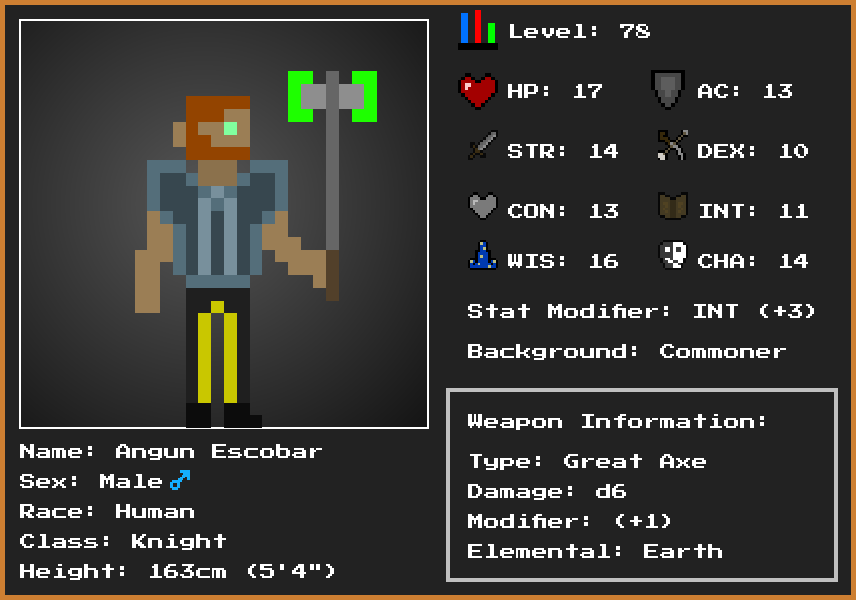 Level: 78
HP: 17
AC: 13
STR: 14
DEX: 10
CON: 13
INT: 11
WIS: 16
CHA: 14
Stat Modifier: INT (+3)
Background: Commoner
Name: Angun Escobar
Sex: Male ♂
Race: Human
Class: Knight
Height: 163cm (5'4")
Weapon Information:
Type: Great Axe
Damage: d6
Modifier: (+1)
Elemental: Earth